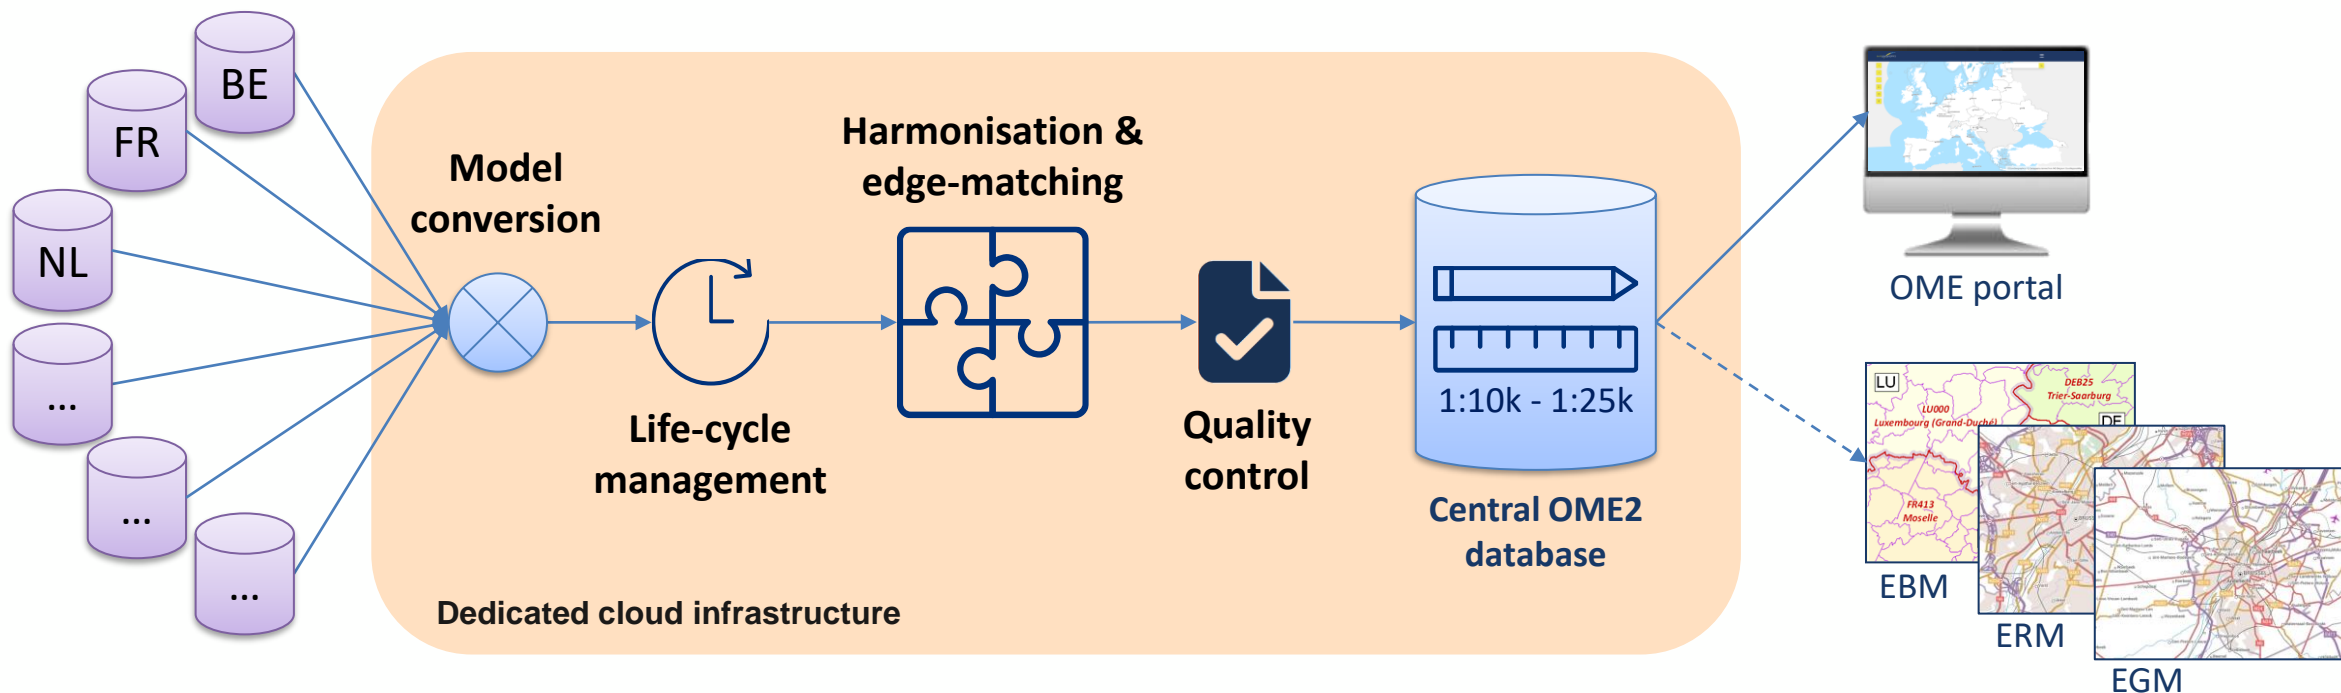 BE
FR
NL
...
...
...
Model
conversion
Life-cycle
management
Harmonisation &
edge-matching
Quality
control
1:10k - 1:25k
Central OME2
database
Dedicated cloud infrastructure
OME portal
LU
DEB25
Trier-Saarburg
LU000
Luxembourg (Grand-Duché)
DE
FR413
Moselle
EBM
ERM
EGM